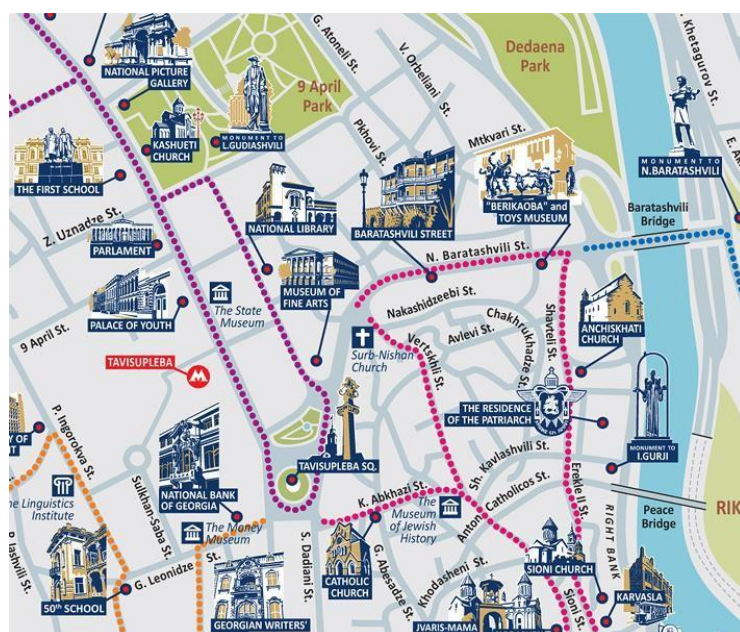 G. Atoneli St.
V. Orbeliani St.
Dedaena
Park
Khetagurov St.
NATIONAL PICTURE
GALLERY
9 April
Park
KASHUETI
CHURCH
MONUMENT TO
L.GUDIASHVILI
Pkhovi St.
Mtkvari St.
MONUMENT TO
N.BARATASHVILI
THE FIRST SCHOOL
Z. Uznadze St.
PARLAMENT
NATIONAL LIBRARY
BARATASHVILI STREET
"BERIKAOBA" and
TOYS MUSEUM
Baratashvili
Bridge
N. Baratashvili St.
MUSEUM OF
FINE ARTS
The State
Museum
PALACE OF YOUTH
9 April St.
Nakashidzeebi St.
Vertskhli St.
Avlevi St.
Chakhrukhadze St.
Shavteli St.
ANCHISKHATI
CHURCH
Surb-Nishan
Church
TAVISUPLEBA
M
THE RESIDENCE
OF THE PATRIARCH
MONUMENT TO
I.GURJI
P. Ingorokva St.
Y OF
T
TAVISUPLEBA SQ.
Sh. Kavlashvili St.
Erekle II St.
The Linguistics
Institute
Sulkhan-Saba St.
NATIONAL BANK
OF GEORGIA
K. Abkhazi St.
The
Museum
of Jewish
History
Anton Catholicos St.
RIGHT BANK
Peace
Bridge
RIK
The Money
Museum
S. Dadiani St.
CATHOLIC
CHURCH
G. Abesadze St.
Khodasheni St.
SIONI CHURCH
Sioni St.
KARVASLA
P. Iashvili St.
50th SCHOOL
G. Leonidze St.
GEORGIAN WRITERS'
JVARIS-MAMA